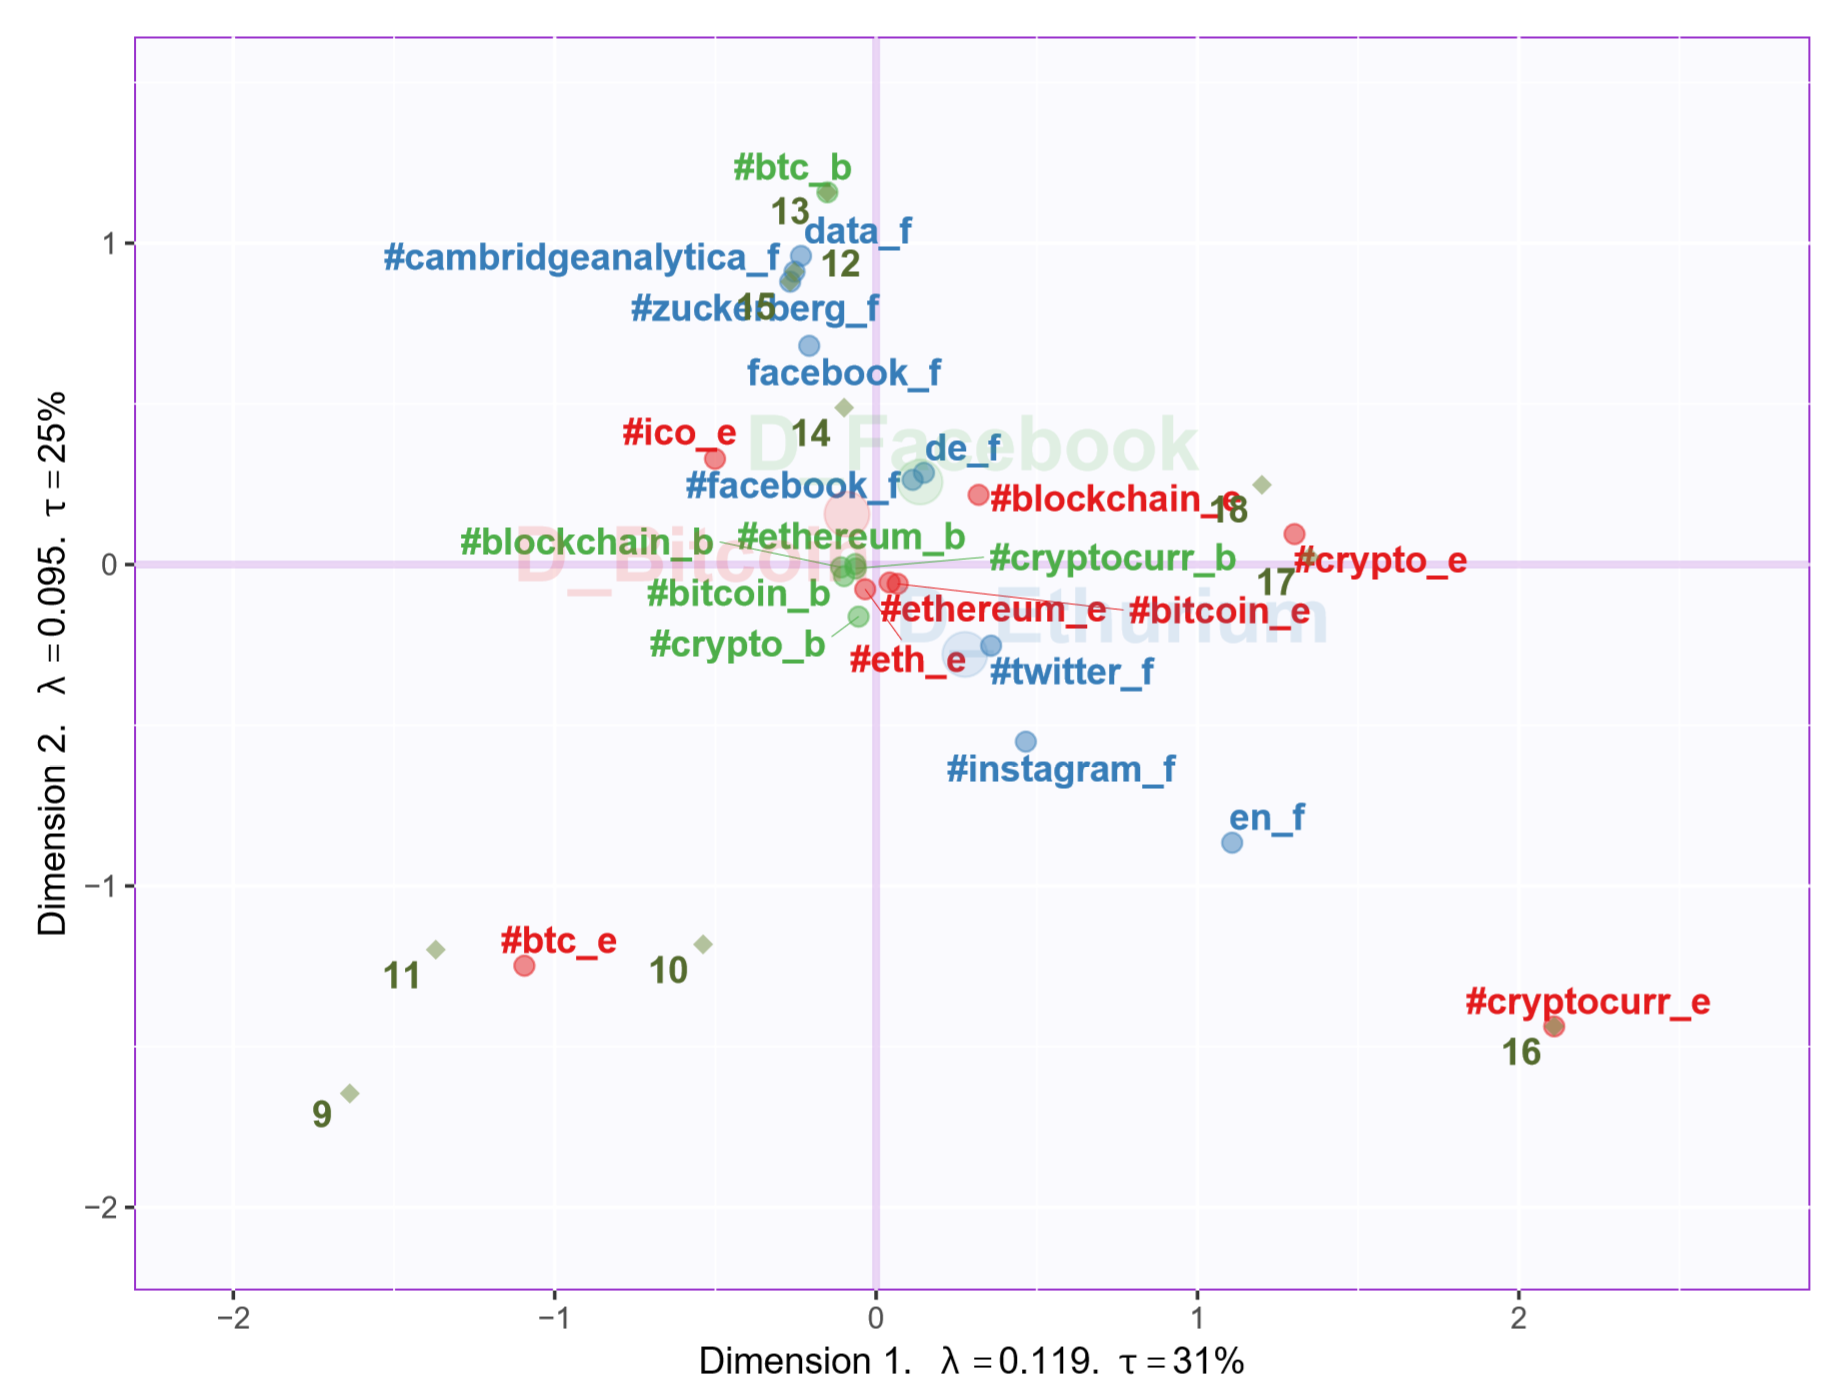 #btc_b
13
data_f
#cambridgeanalytica_f
12
15
#zuckerberg_f
facebook_f
#ico_e
14
D_Facebook
de_f
#facebook_f
#blockchain_e
18
D_Bitcoin
#blockchain_b
#ethereum_b
#cryptocurr_b
#crypto_e
17
#bitcoin_b
#ethereum_e
#bitcoin_e
D_Ethurium
#crypto_b
#eth_e
#twitter_f
#instagram_f
en_f
#btc_e
11
10
#cryptocurr_e
16
9
1
0
−1
−2
−2
−1
0
1
2
Dimension 1. λ = 0.119. τ = 31%
Dimension 2. λ = 0.095. τ = 25%